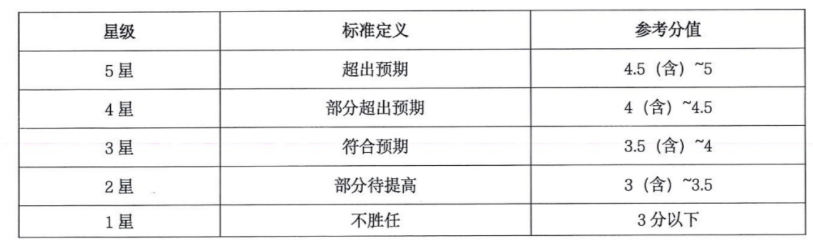 星级 标准定义 参考分值
5星 超出预期 4.5（含）~5
4星 部分超出预期 4（含）~4.5
3星 符合预期 3.5（含）~4
2星 部分待提高 3（含）~3.5
1星 不胜任 3分以下